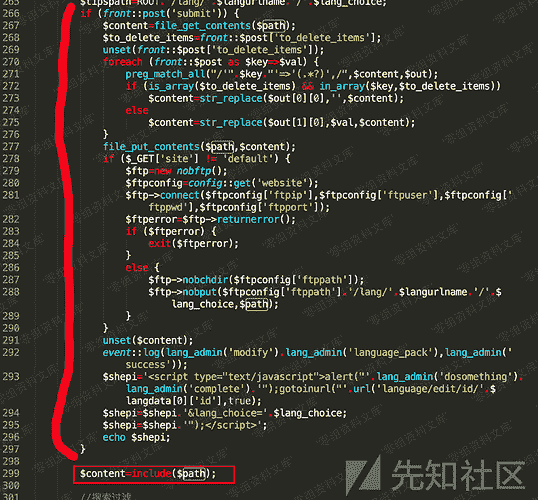 265 $tipspath=ROOT.'/lang/'.$langurlname.'/'.$lang_choice;
266 if (front::post('submit')) {
267 $content=file_get_contents($path);
268 $to_delete_items=front::$post['to_delete_items'];
269 unset(front::$post['to_delete_items']);
270 foreach (front::$post as $key=>$val) {
271 preg_match_all("/'".$key."'=>'(.*?)',/",$content,$out);
272 if (is_array($to_delete_items) && in_array($key,$to_delete_items))
273 $content=str_replace($out[0][0],'',$content);
274 else
275 $content=str_replace($out[1][0],$val,$content);
276 }
277 file_put_contents($path,$content);
278 if ($_GET['site'] != 'default') {
279 $ftp=new nobftp();
280 $ftpconfig=config::get('website');
281 $ftp->connect($ftpconfig['ftpip'],$ftpconfig['ftpuser'],$ftpconfig['
ftppwd'],$ftpconfig['ftpport']);
282 $ftperror=$ftp->returnerror();
283 if ($ftperror) {
284 exit($ftperror);
285 }
286 else {
287 $ftp->nobchdir($ftpconfig['ftppath']);
288 $ftp->nobput($ftpconfig['ftppath'].'/lang/'.$langurlname.'/'.$
lang_choice,$path);
289 }
290 }
291 unset($content);
292 event::log(lang_admin('modify').lang_admin('language_pack'),lang_admin('
success'));
293 $shepi='<script type="text/javascript">alert("'.lang_admin('dosomething').
lang_admin('complete').'");gotoinurl("'.url('language/edit/id/'.$
langdata[0]['id'],true);
294 $shepi=$shepi.'&lang_choice='.$lang_choice;
295 $shepi=$shepi.'");</script>';
296 echo $shepi;
297 }
298
299 $content=include($path);
300
301 //搜索过滤
先知社区